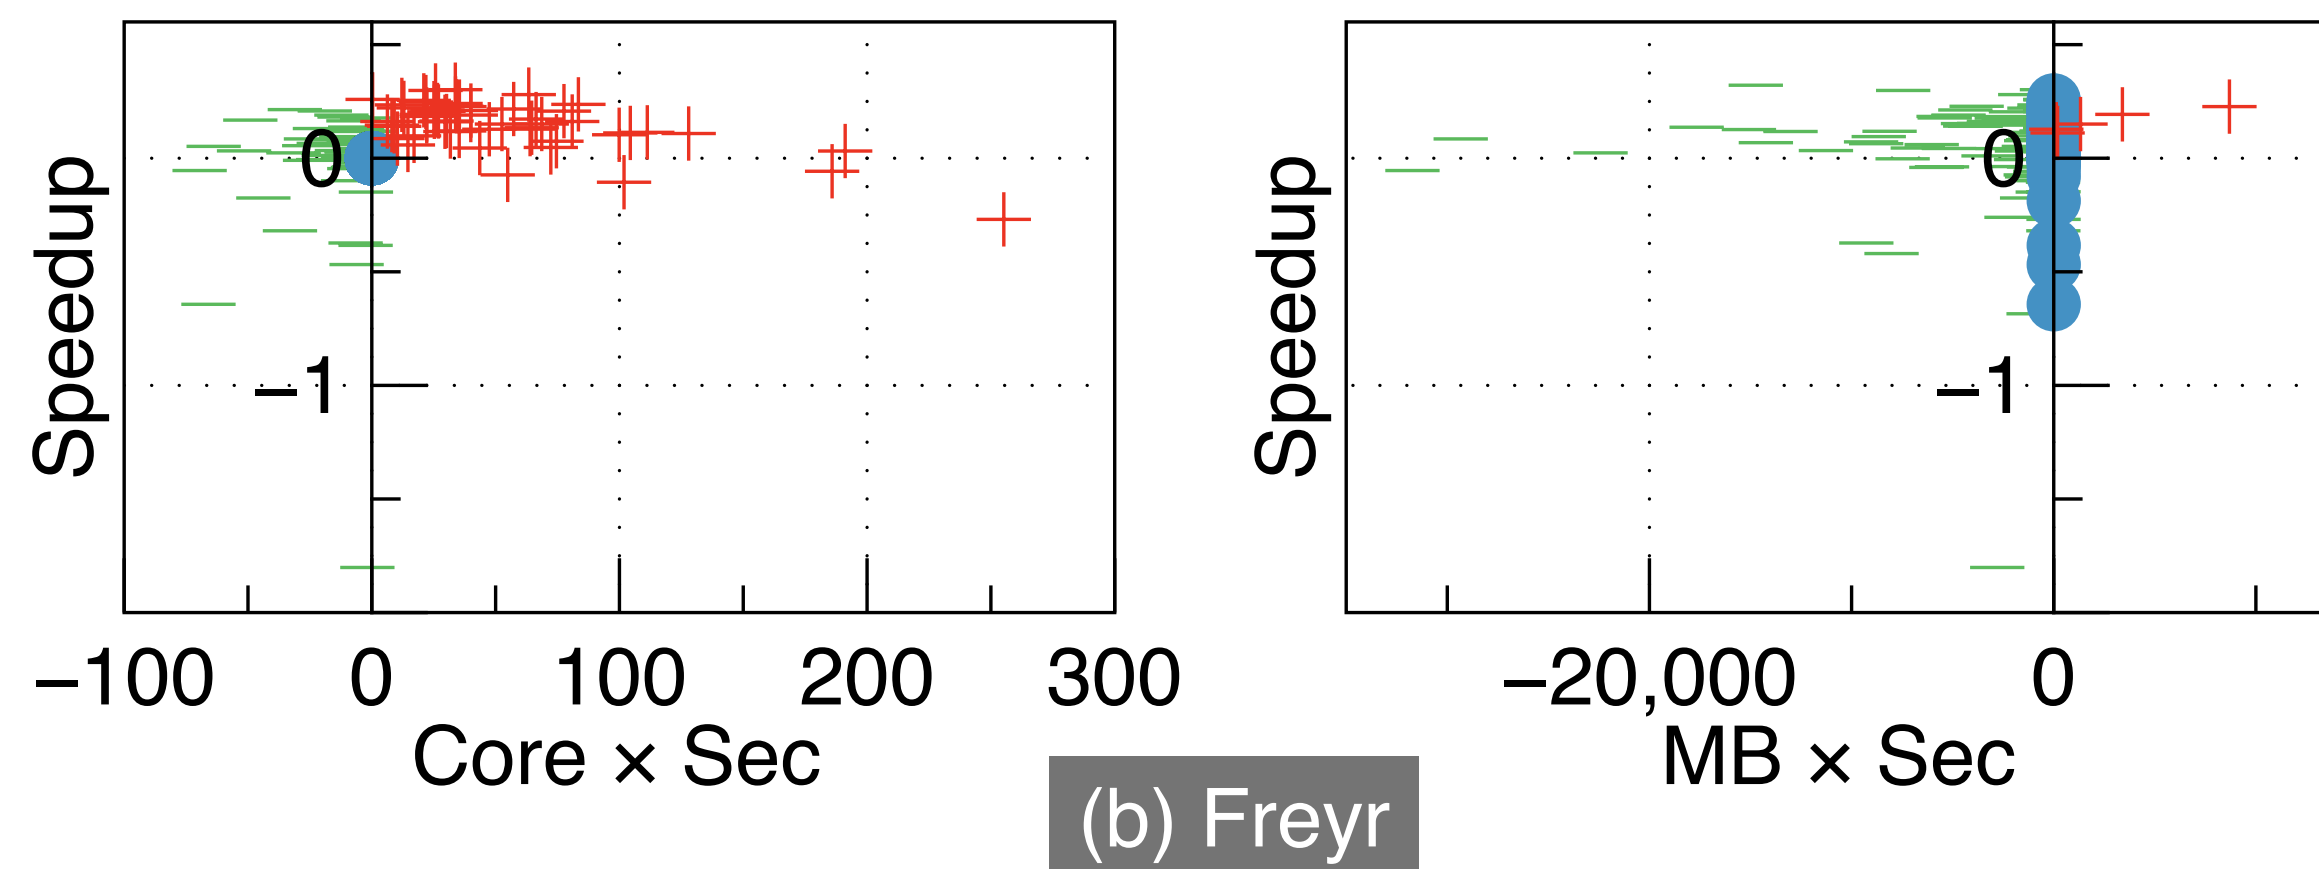 Speedup
0
−1
−100 0 100 200 300
Core × Sec
Speedup
0
−1
−20,000 0
MB × Sec
(b) Freyr